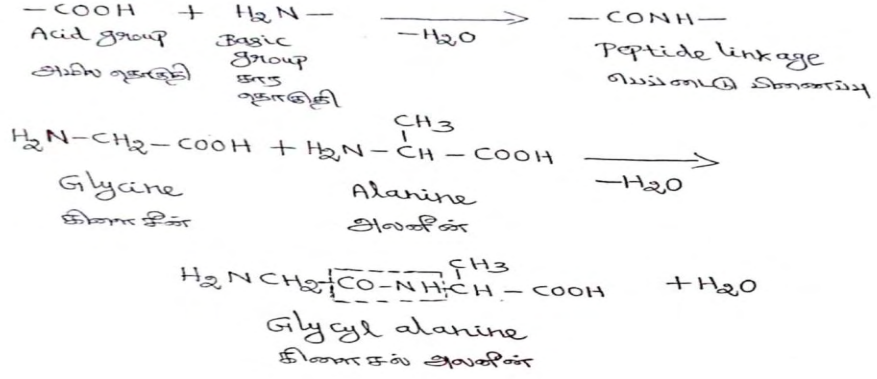 — COOH + H₂N — → — CONH —
−H₂O
Acid group Basic group Peptide linkage
அமில தொகுதி கார தொகுதி பெப்டைடு பிணைப்பு
CH₃
H₂N−CH₂−COOH + H₂N−CH−COOH →
−H₂O
Glycine Alanine
கிளைசீன் அலனின்
CH₃
H₂NCH₂−CO−NH−CH−COOH +H₂O
Glycyl alanine
கிளைசில் அலனின்